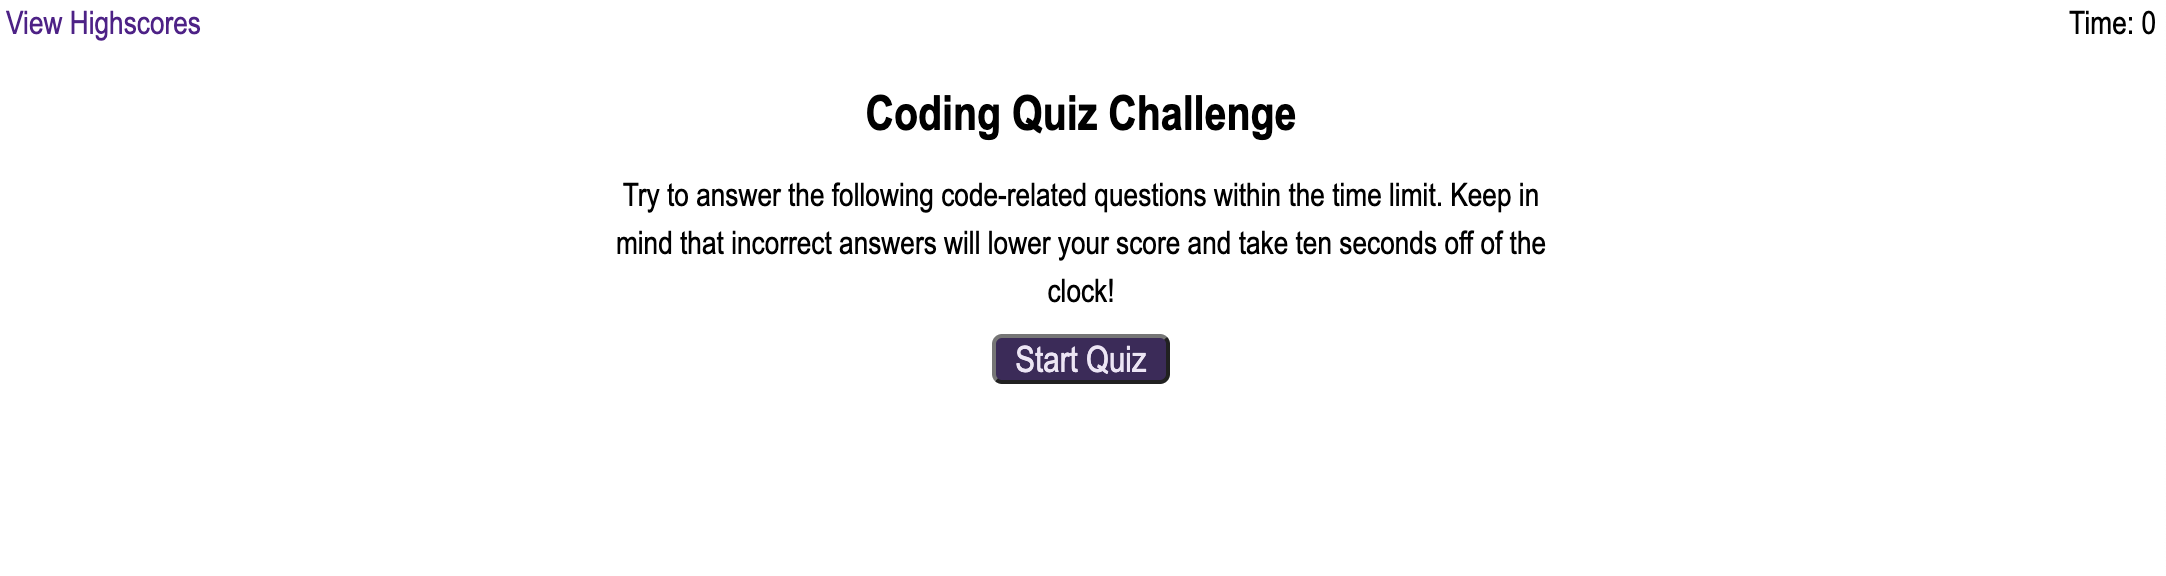 View Highscores
Time: 0
Coding Quiz Challenge
Try to answer the following code-related questions within the time limit. Keep in
mind that incorrect answers will lower your score and take ten seconds off of the
clock!
Start Quiz